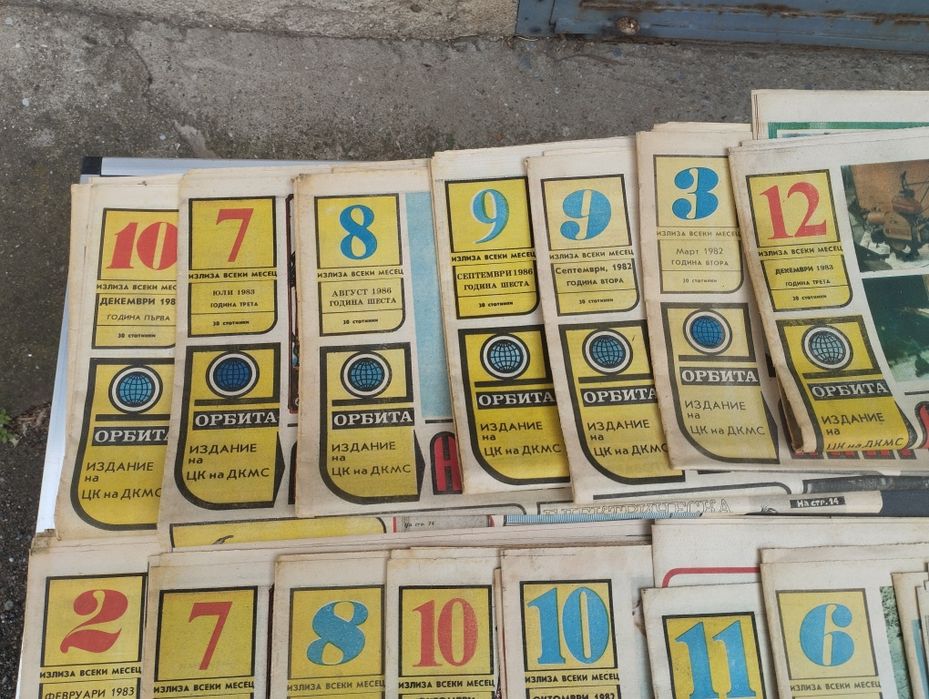 10
ИЗЛИЗА ВСЕКИ МЕС
ДЕКЕМВРИ 198
ГОДИНА ПЪРВА
30 стотинки
ОРБИТ
ИЗДАНИЕ
на
ЦК на ДКМС
7
ИЗЛИЗА ВСЕКИ МЕСЕЦ
ЮЛИ 1983
ГОДИНА ТРЕТА
30 стотинки
ОРБИТА
ИЗДАНИЕ
на
ЦК на ДКМС
8
ИЗЛИЗА ВСЕКИ МЕСЕЦ
АВГУСТ 1986
ГОДИНА ШЕСТА
30 стотинки
ОРБИТА
ИЗДАНИЕ
на
ЦК на ДКМС
9
ИЗЛИЗА ВСЕКИ МЕСЕЦ
СЕПТЕМВРИ 1986
ГОДИНА ШЕСТА
30 стотинки
ОРБИТА
ИЗДАНИЕ
на
ЦК на ДКМС
9
ИЗЛИЗА ВСЕКИ МЕСЕЦ
Септември, 1982
ГОДИНА ВТОРА
30 стотинки
ОРБИТА
ИЗДАНИЕ
на
ЦК на ДКМС
3
ИЗЛИЗА ВСЕКИ МЕСЕЦ
Март 1982
ГОДИНА ВТОРА
30 стотинки
ОРБИТА
ИЗДАНИЕ
на
ЦК на ДКМС
12
ИЗЛИЗА ВСЕКИ МЕСЕЦ
ДЕКЕМВРИ 1983
ГОДИНА ТРЕТА
30 стотинки
ОРБИТА
ИЗДАНИЕ
на
ЦК на ДКМС
На стр. 14
2
ИЗЛИЗА ВСЕКИ МЕСЕЦ
ФЕВРУАРИ 1983
7
ИЗЛИЗА ВСЕКИ МЕСЕЦ
8
ИЗЛИЗА ВСЕКИ МЕСЕЦ
10
ИЗЛИЗА ВСЕКИ МЕСЕЦ
10
ИЗЛИЗА ВСЕКИ МЕСЕЦ
ОКТОМВРИ 1982
11
6
ИЗЛИЗА ВСЕКИ МЕСЕЦ